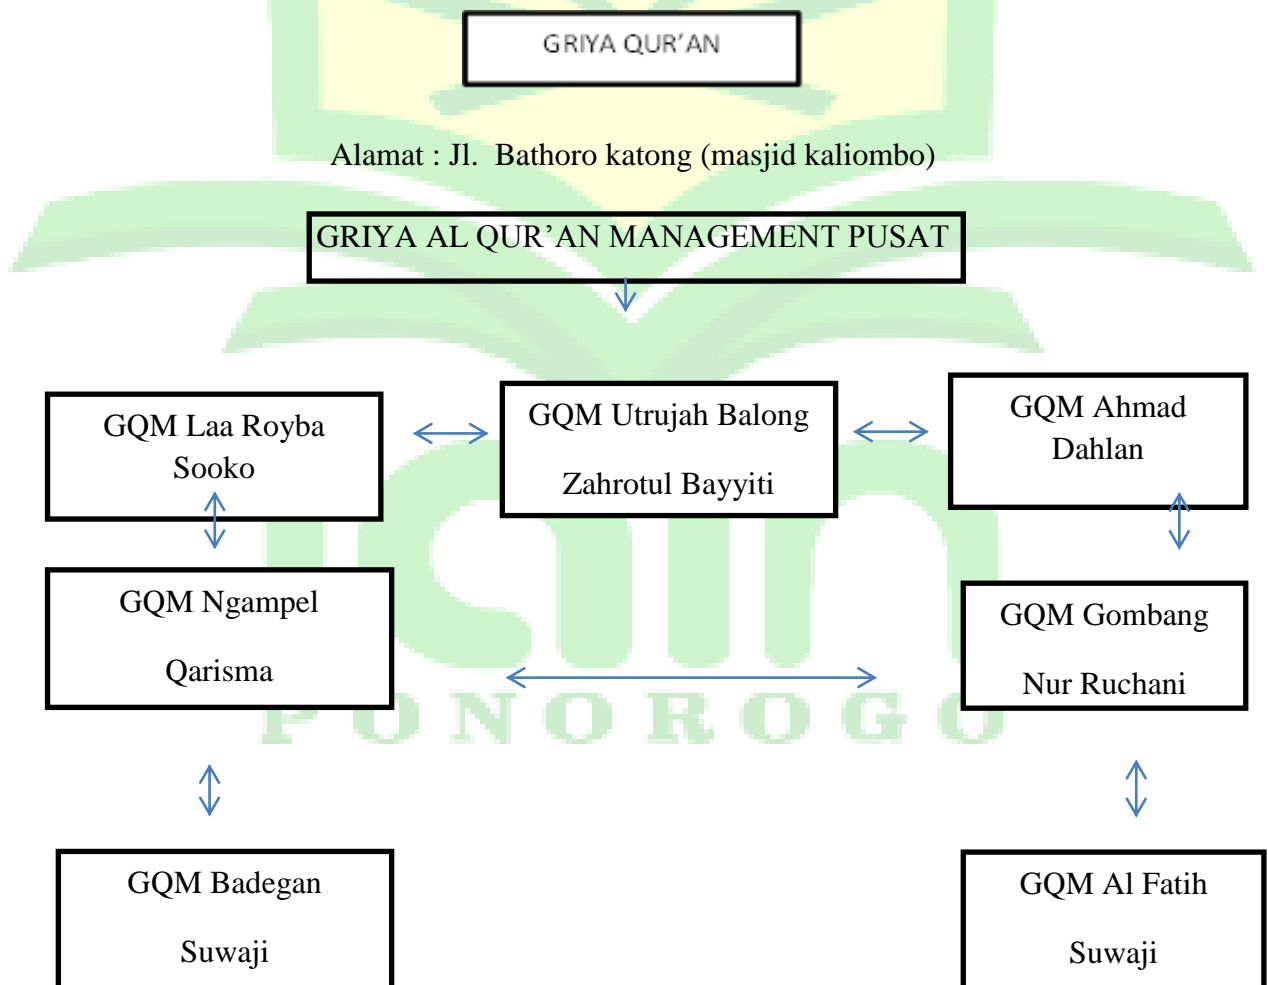 GRIYA QUR’AN
Alamat : Jl. Bathoro katong (masjid kaliombo)
GRIYA AL QUR’AN MANAGEMENT PUSAT
GQM Laa Royba
Sooko
GQM Utrujah Balong
Zahrotul Bayyiti
GQM Ahmad
Dahlan
GQM Ngampel
Qarisma
GQM Gombang
Nur Ruchani
PONOROGO
GQM Badegan
Suwaji
GQM Al Fatih
Suwaji